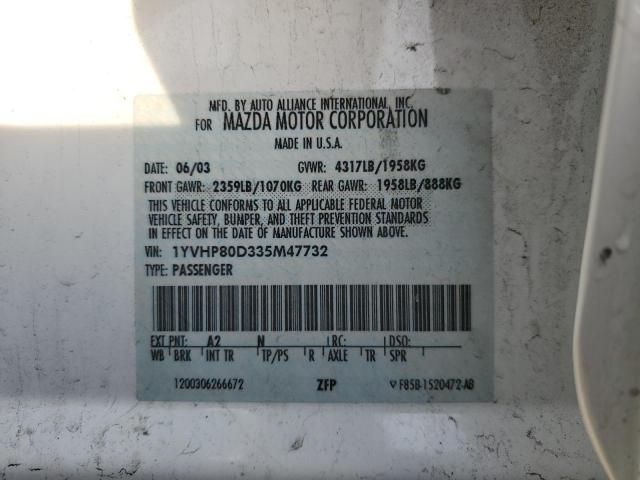 MFD. BY AUTO ALLIANCE INTERNATIONAL, INC.
FOR MAZDA MOTOR CORPORATION
MADE IN U.S.A.
DATE: 06/03 GVWR: 4317LB/1958KG
FRONT GAWR: 2359LB/1070KG REAR GAWR: 1958LB/888KG
THIS VEHICLE CONFORMS TO ALL APPLICABLE FEDERAL MOTOR
VEHICLE SAFETY, BUMPER, AND THEFT PREVENTION STANDARDS
IN EFFECT ON THE DATE OF MANUFACTURE SHOWN ABOVE.
VIN: 1YVHP80D335M47732
TYPE: PASSENGER
EXT PNT: A2 N RC: DSO:
WB BRK INT TR TP/PS R AXLE TR SPR
1200306266672 ZFP F85B-1520472-AB